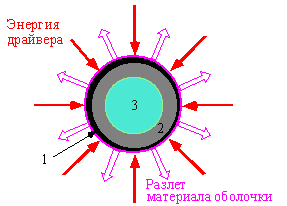 Энергия
драйвера
3
2
1
Разлет
материала оболочки